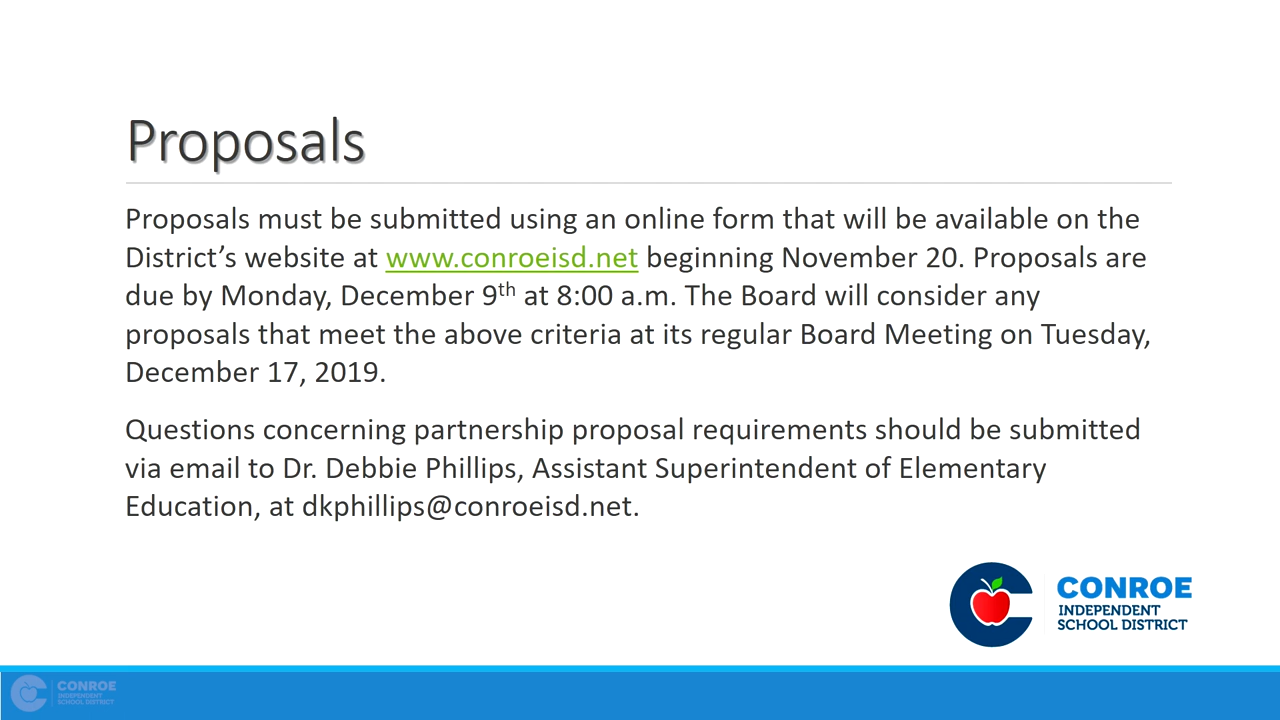 Proposals
Proposals must be submitted using an online form that will be available on the
District’s website at www.conroeisd.net beginning November 20. Proposals are
due by Monday, December 9th at 8:00 a.m. The Board will consider any
proposals that meet the above criteria at its regular Board Meeting on Tuesday,
December 17, 2019.
Questions concerning partnership proposal requirements should be submitted
via email to Dr. Debbie Phillips, Assistant Superintendent of Elementary
Education, at dkphillips@conroeisd.net.
CONROE
INDEPENDENT
SCHOOL DISTRICT
CONROE
INDEPENDENT
SCHOOL DISTRICT